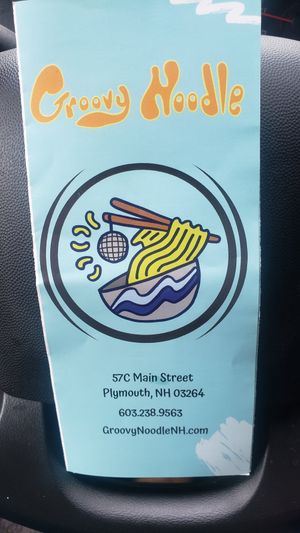 Groovy Noodle
57C Main Street
Plymouth, NH 03264
603.238.9563
GroovyNoodleNH.com